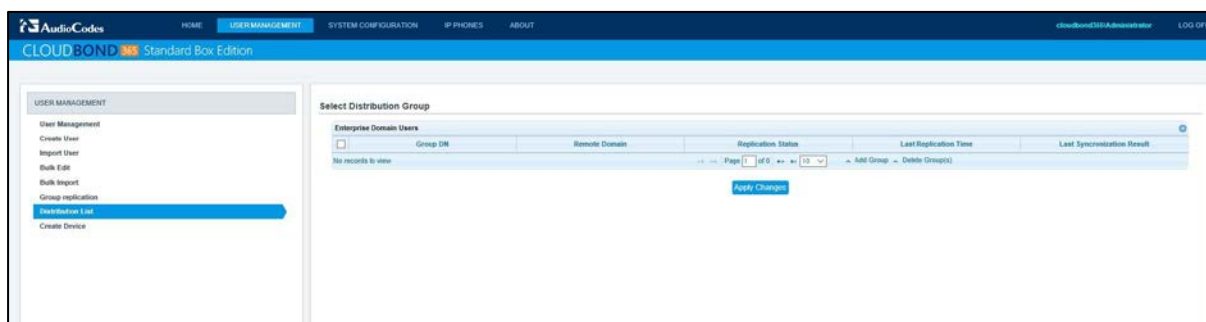 AudioCodes
HOME
USER MANAGEMENT
SYSTEM CONFIGURATION
IP PHONES
ABOUT
cloudbond365\Administrator
LOG OF
CLOUDBOND 365 Standard Box Edition
USER MANAGEMENT
User Management
Create User
Import User
Bulk Edit
Bulk Import
Group replication
Distribution List
Create Device
Select Distribution Group
Enterprise Domain Users
Group DN
Remote Domain
Replication Status
Last Replication Time
Last Syncroization Result
No records to view
Page 1 of 0 10
Add Group Delete Group(s)
Apply Changes